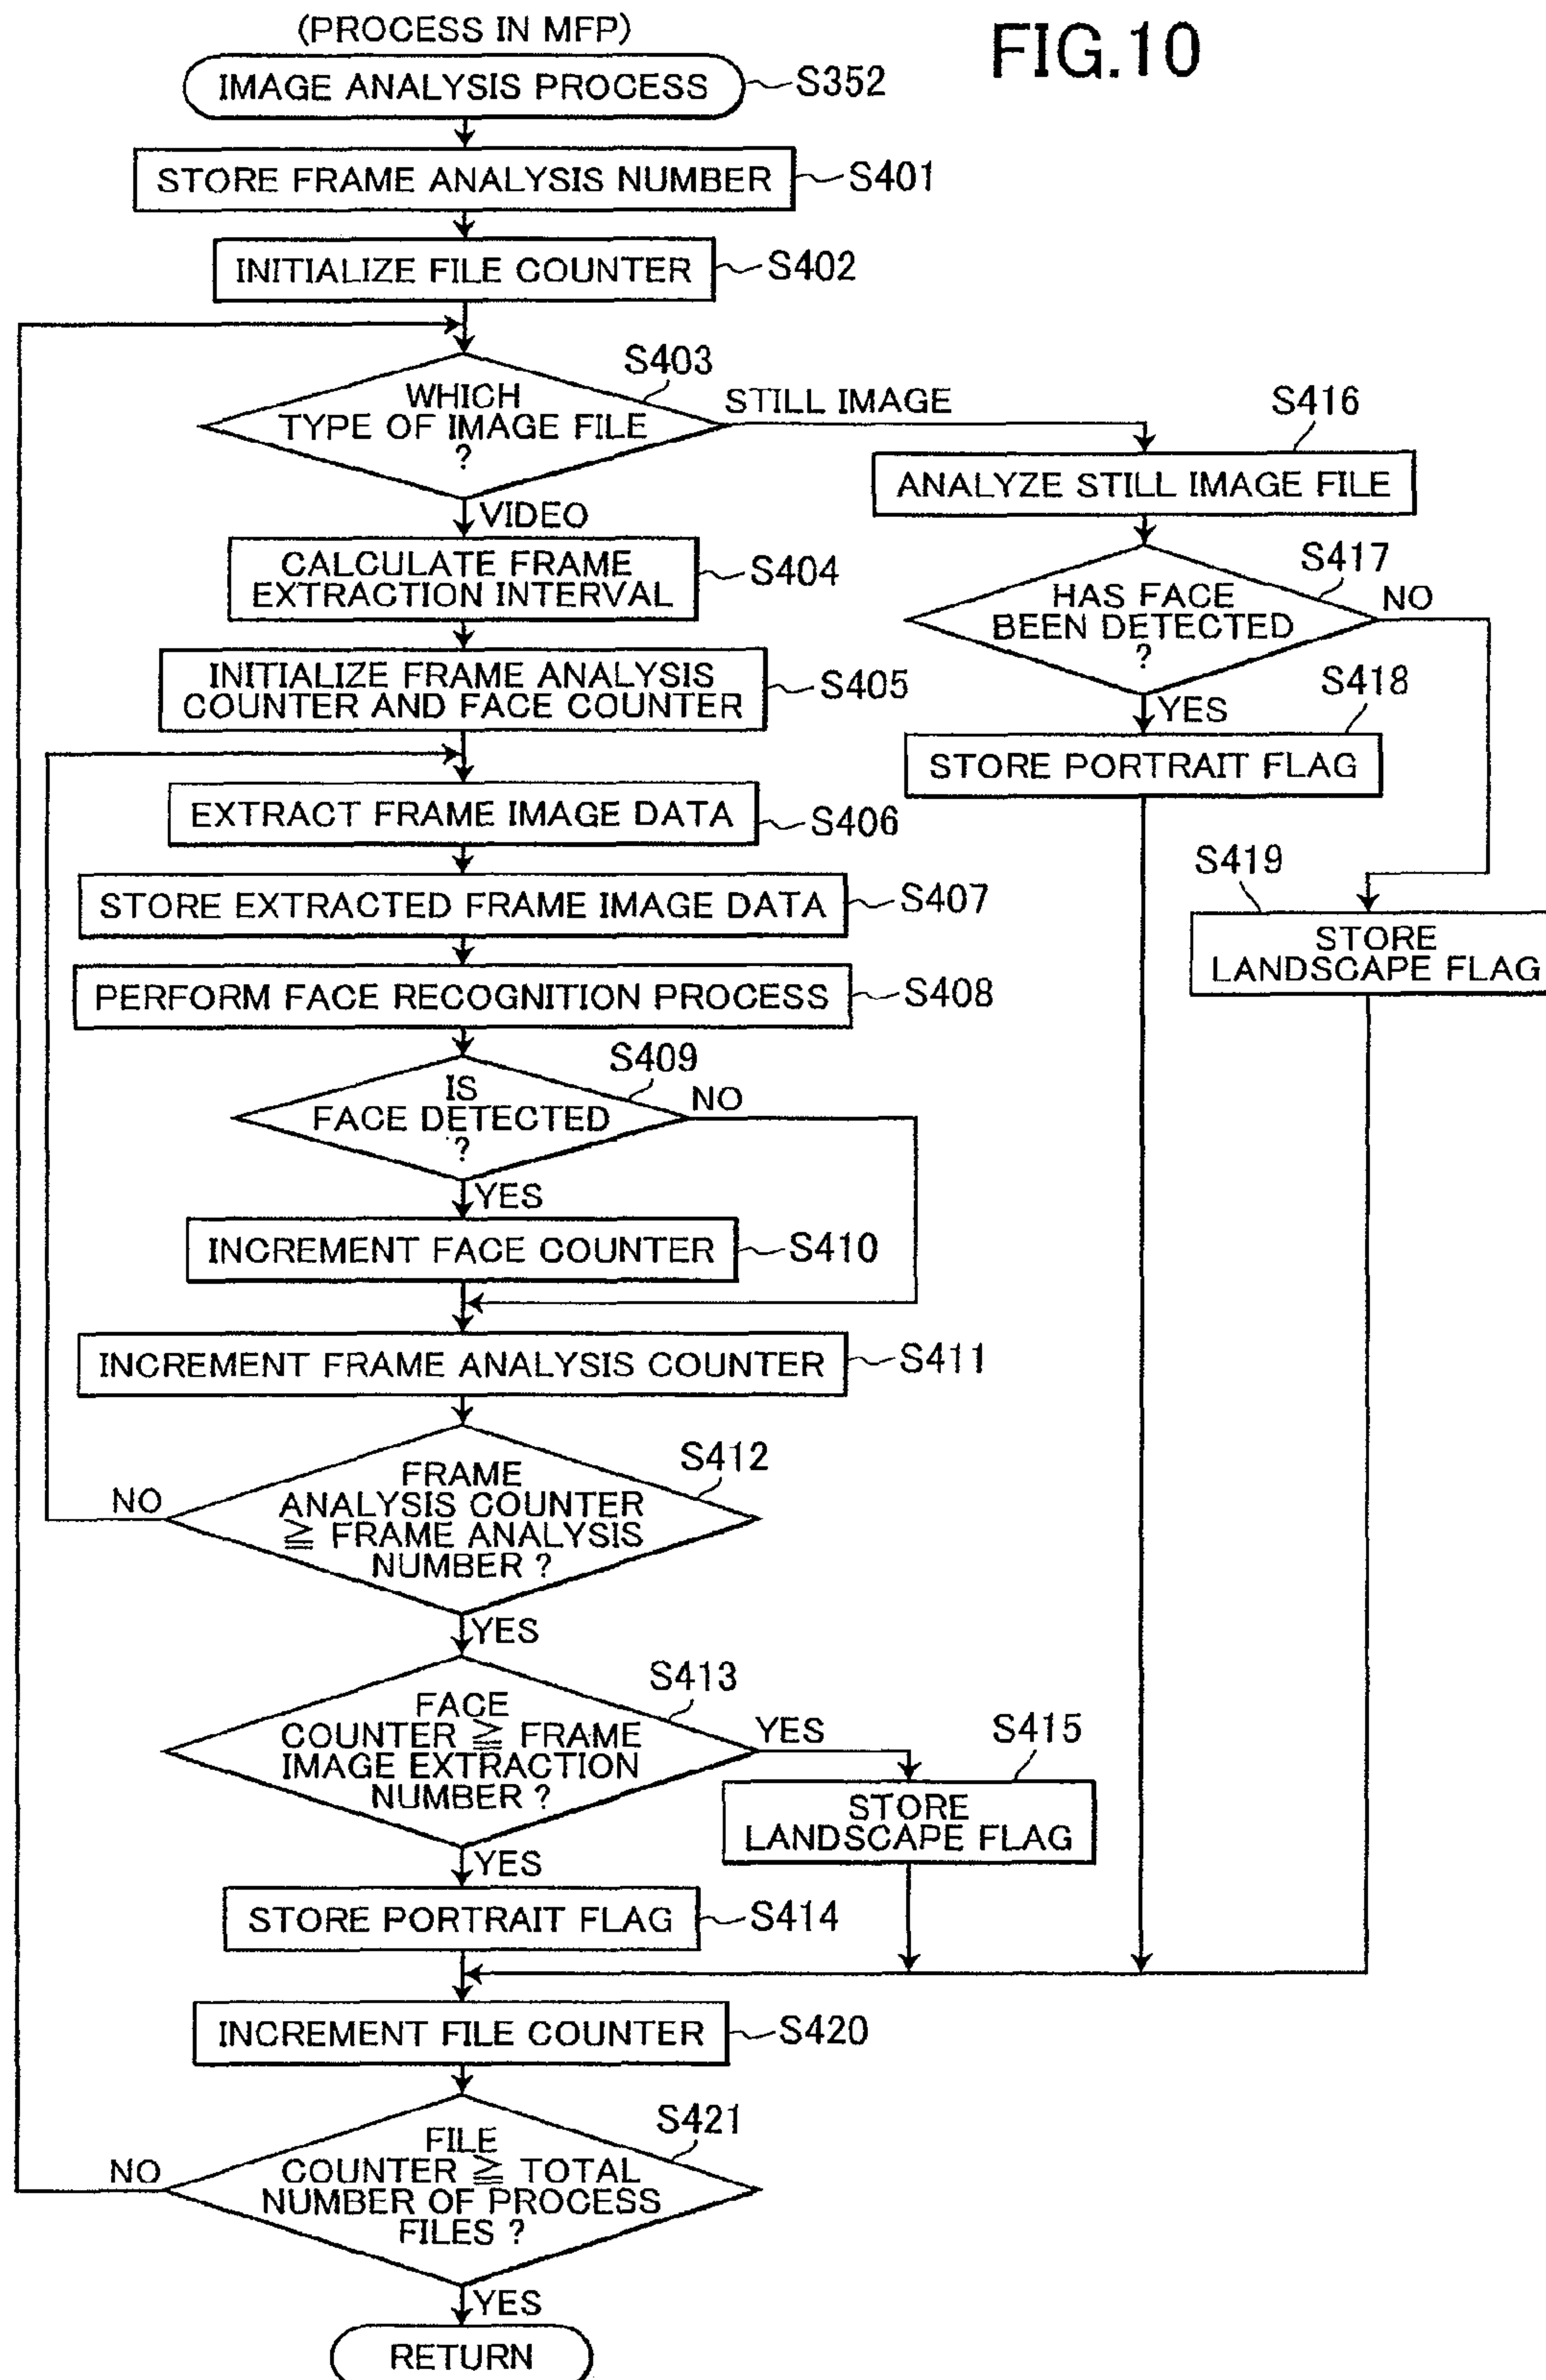 (PROCESS IN MFP)
FIG.10
IMAGE ANALYSIS PROCESS
S352
STORE FRAME ANALYSIS NUMBER
S401
INITIALIZE FILE COUNTER
S402
S403
WHICH
TYPE OF IMAGE FILE
?
STILL IMAGE
VIDEO
CALCULATE FRAME
EXTRACTION INTERVAL
S404
INITIALIZE FRAME ANALYSIS
COUNTER AND FACE COUNTER
S405
EXTRACT FRAME IMAGE DATA
S406
STORE EXTRACTED FRAME IMAGE DATA
S407
PERFORM FACE RECOGNITION PROCESS
S408
S409
IS
FACE DETECTED
?
NO
YES
INCREMENT FACE COUNTER
S410
INCREMENT FRAME ANALYSIS COUNTER
S411
S412
FRAME
ANALYSIS COUNTER
≧ FRAME ANALYSIS
NUMBER ?
NO
YES
S413
FACE
COUNTER ≧ FRAME
IMAGE EXTRACTION
NUMBER ?
YES
S415
STORE
LANDSCAPE FLAG
YES
STORE PORTRAIT FLAG
S414
S416
ANALYZE STILL IMAGE FILE
S417
HAS FACE
BEEN DETECTED
?
NO
YES
S418
STORE PORTRAIT FLAG
S419
STORE
LANDSCAPE FLAG
INCREMENT FILE COUNTER
S420
S421
FILE
COUNTER ≧ TOTAL
NUMBER OF PROCESS
FILES ?
NO
YES
RETURN